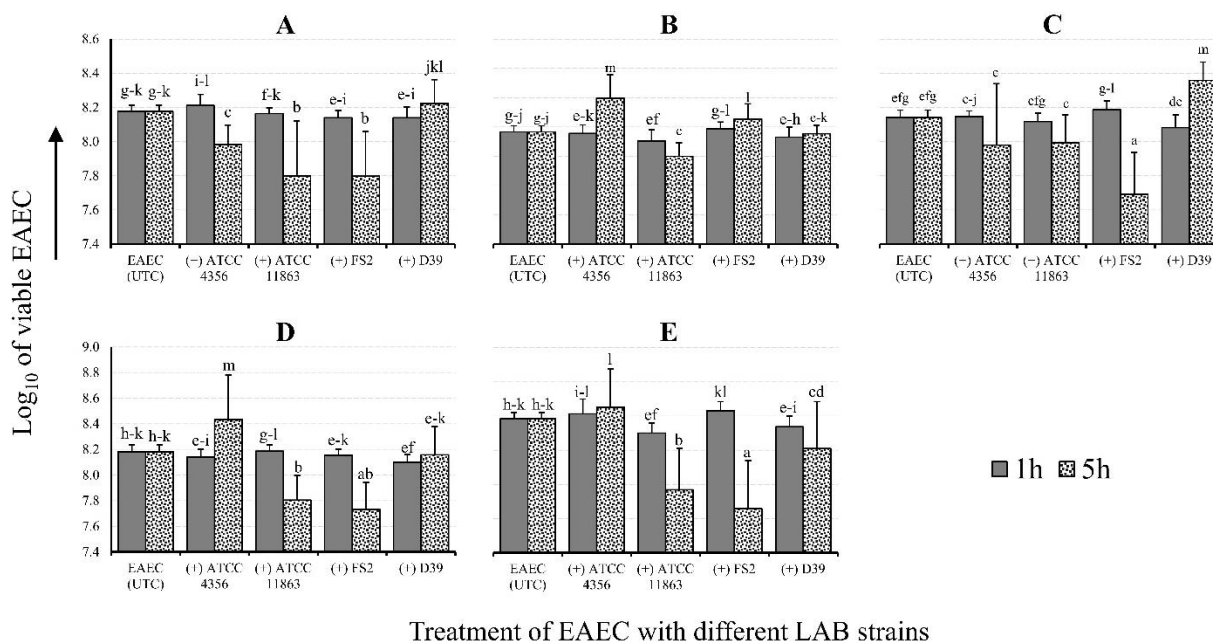 Log₁₀ of viable EAEC
A
8.6
8.4
8.2
8.0
7.8
7.6
7.4
g-k g-k i-l c f-k b e-i b e-i jkl
EAEC (−) ATCC (+) ATCC (+) FS2 (+) D39
(UTC) 4356 11863
B
g-j g-j e-k m ef c g-l l e-h e-k
EAEC (+) ATCC (+) ATCC (+) FS2 (+) D39
(UTC) 4356 11863
C
efg efg e-j c efg c g-l a de m
EAEC (−) ATCC (−) ATCC (+) FS2 (+) D39
(UTC) 4356 11863
D
9.0
8.8
8.6
8.4
8.2
8.0
7.8
7.6
7.4
h-k h-k e-i m g-l b e-k ab ef e-k
EAEC (+) ATCC (+) ATCC (+) FS2 (+) D39
(UTC) 4356 11863
E
h-k h-k i-l l ef b kl a e-i cd
EAEC (+) ATCC (+) ATCC (+) FS2 (+) D39
(UTC) 4356 11863
1h 5h
Treatment of EAEC with different LAB strains